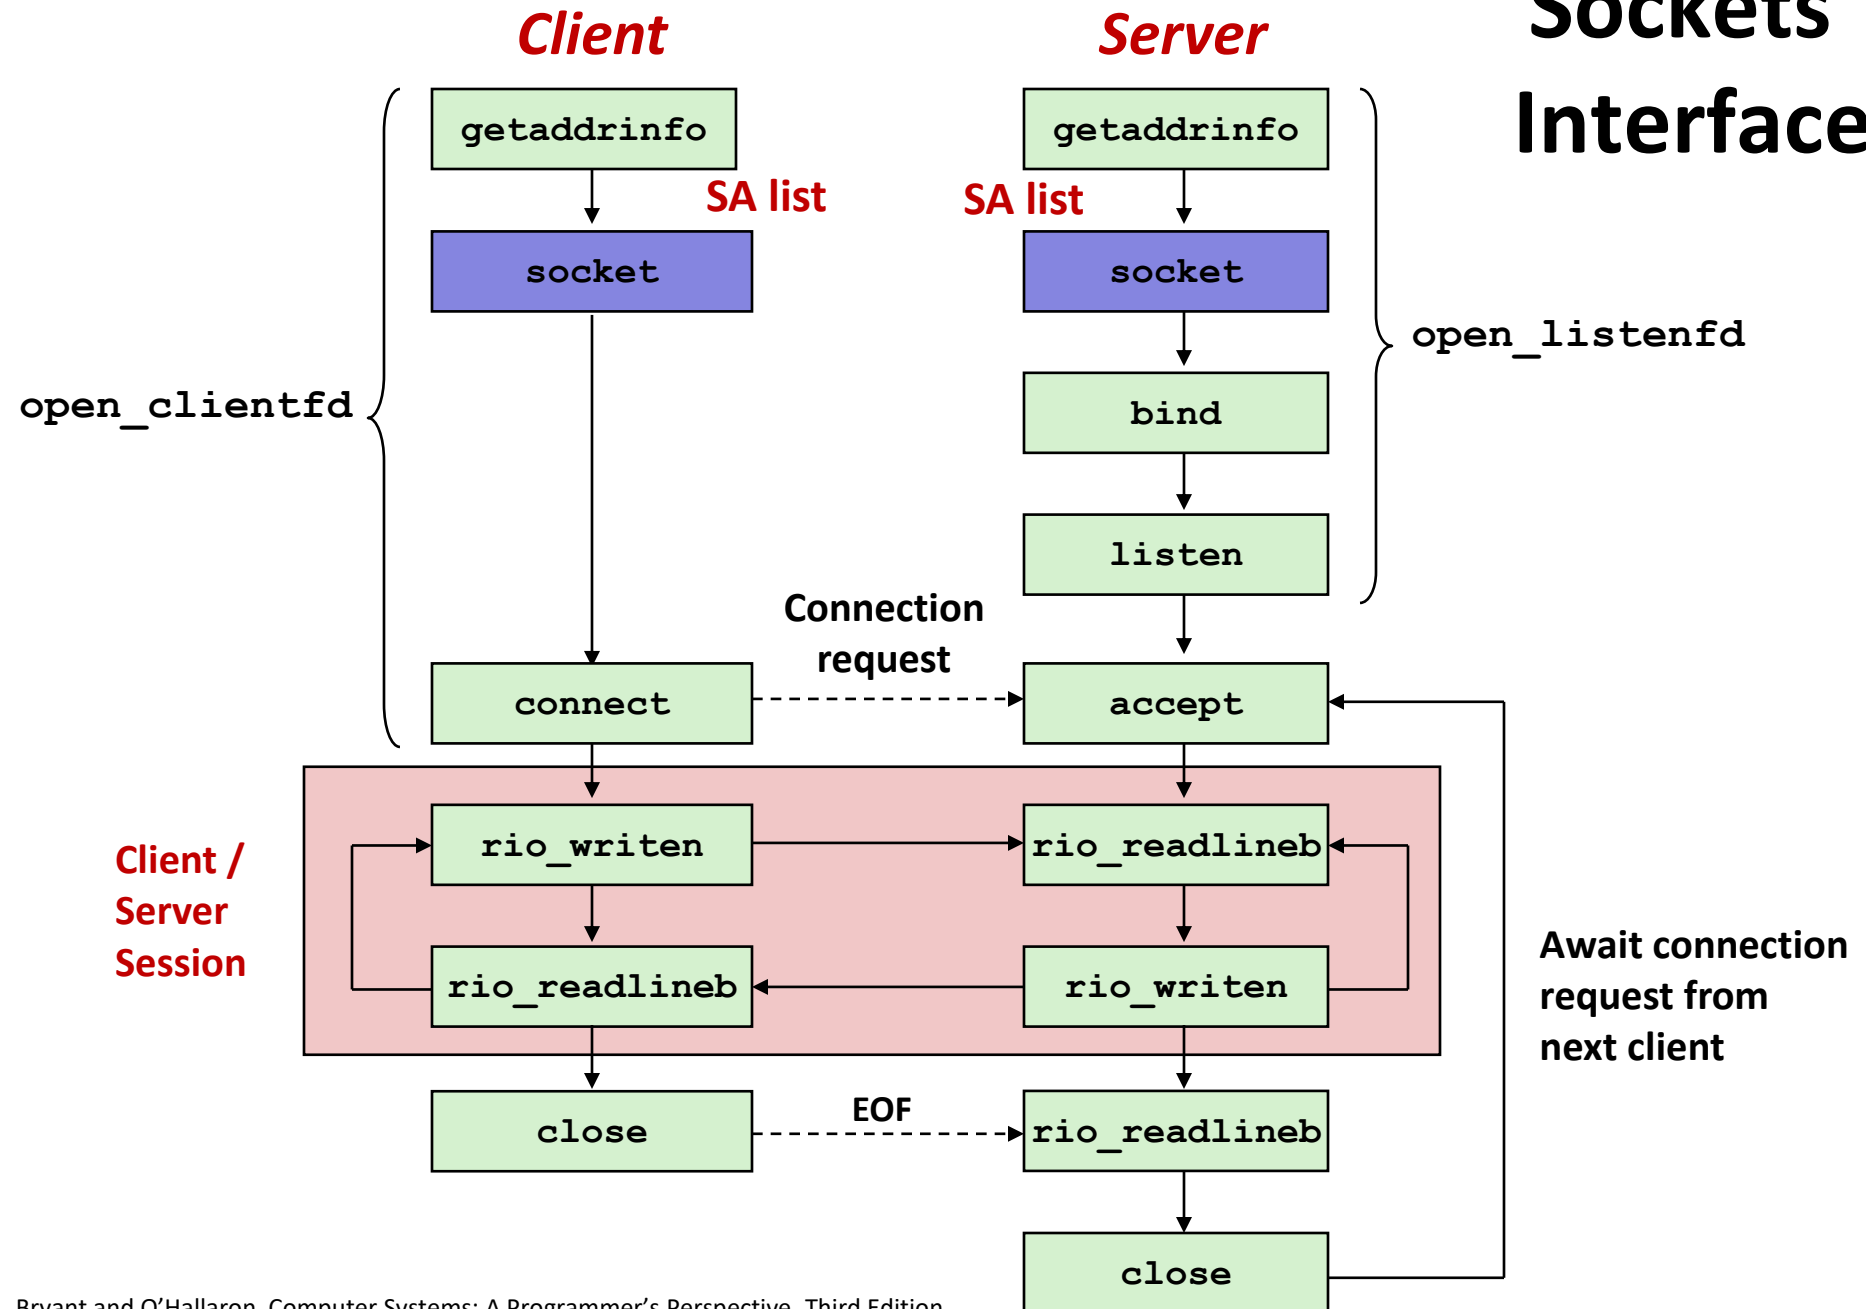 Sockets
Interface
Client
Server
getaddrinfo
getaddrinfo
SA list
SA list
socket
socket
open_listenfd
open_clientfd
bind
listen
Connection
request
connect
accept
Client /
Server
Session
rio_writen
rio_readlineb
rio_readlineb
rio_writen
Await connection
request from
next client
close
EOF
rio_readlineb
close
Bryant and O'Hallaron, Computer Systems: A Programmer's Perspective, Third Edition